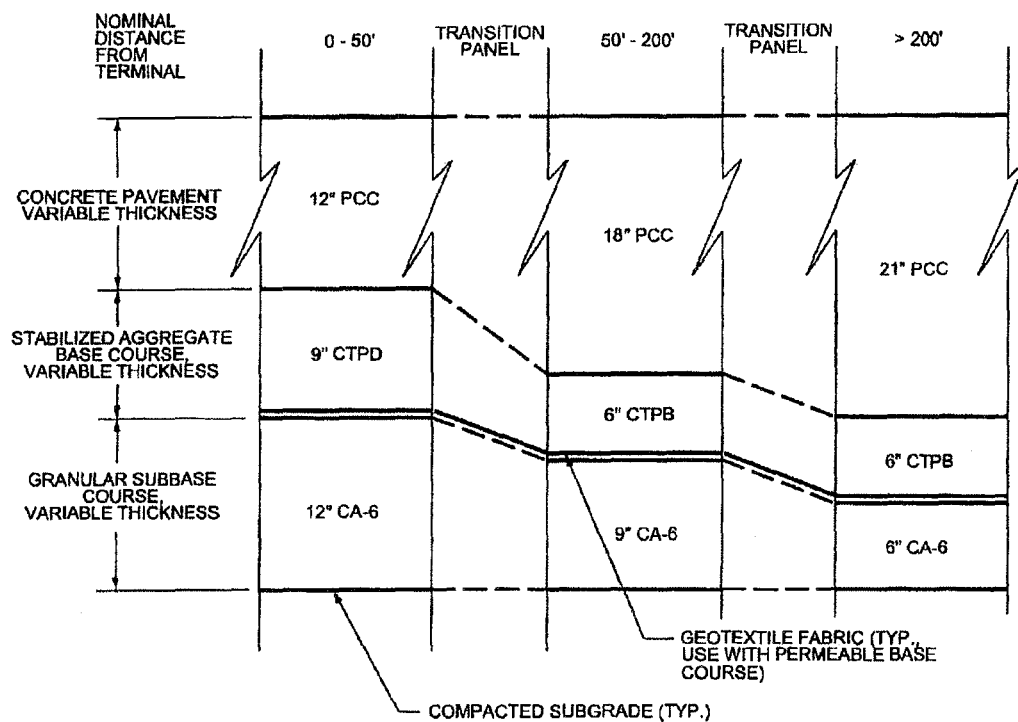 NOMINAL
DISTANCE
FROM
TERMINAL
0 - 50'
TRANSITION
PANEL
50' - 200'
TRANSITION
PANEL
> 200'
CONCRETE PAVEMENT
VARIABLE THICKNESS
12" PCC
18" PCC
21" PCC
STABILIZED AGGREGATE
BASE COURSE,
VARIABLE THICKNESS
9" CTPD
6" CTPB
6" CTPB
GRANULAR SUBBASE
COURSE,
VARIABLE THICKNESS
12" CA-6
9" CA-6
6" CA-6
GEOTEXTILE FABRIC (TYP.,
USE WITH PERMEABLE BASE
COURSE)
COMPACTED SUBGRADE (TYP.)